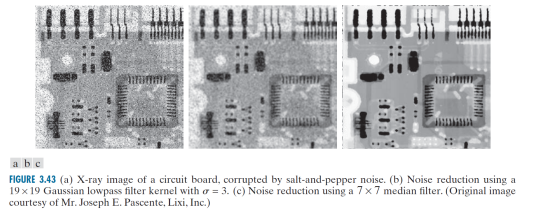 a b c
FIGURE 3.43 (a) X-ray image of a circuit board, corrupted by salt-and-pepper noise. (b) Noise reduction using a
19 × 19 Gaussian lowpass filter kernel with σ = 3. (c) Noise reduction using a 7 × 7 median filter. (Original image
courtesy of Mr. Joseph E. Pascente, Lixi, Inc.)